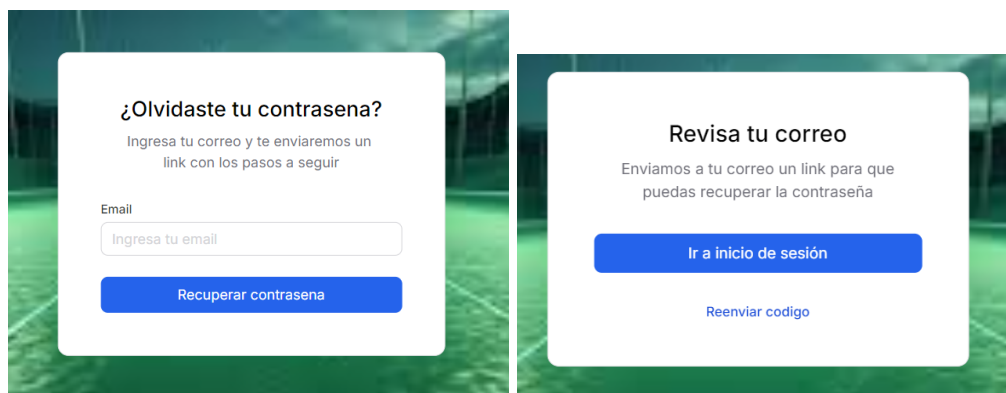 ¿Olvidaste tu contrasena?
Ingresa tu correo y te enviaremos un
link con los pasos a seguir
Email
Ingresa tu email
Recuperar contrasena
Revisa tu correo
Enviamos a tu correo un link para que
puedas recuperar la contraseña
Ir a inicio de sesión
Reenviar codigo